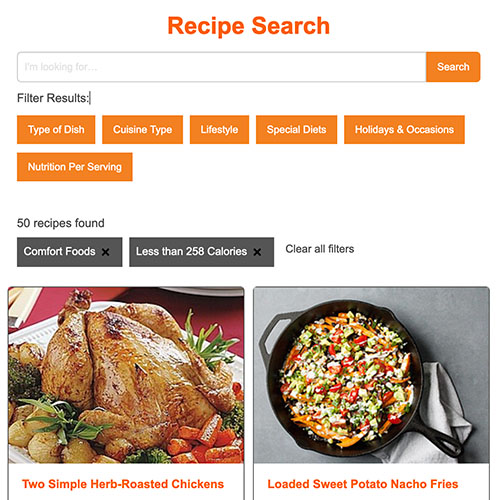 Recipe Search
I'm looking for....
Search
Filter Results:
Type of Dish
Cuisine Type
Lifestyle
Special Diets
Holidays & Occasions
Nutrition Per Serving
50 recipes found
Comfort Foods ×
Less than 258 Calories ×
Clear all filters
Two Simple Herb-Roasted Chickens
Loaded Sweet Potato Nacho Fries